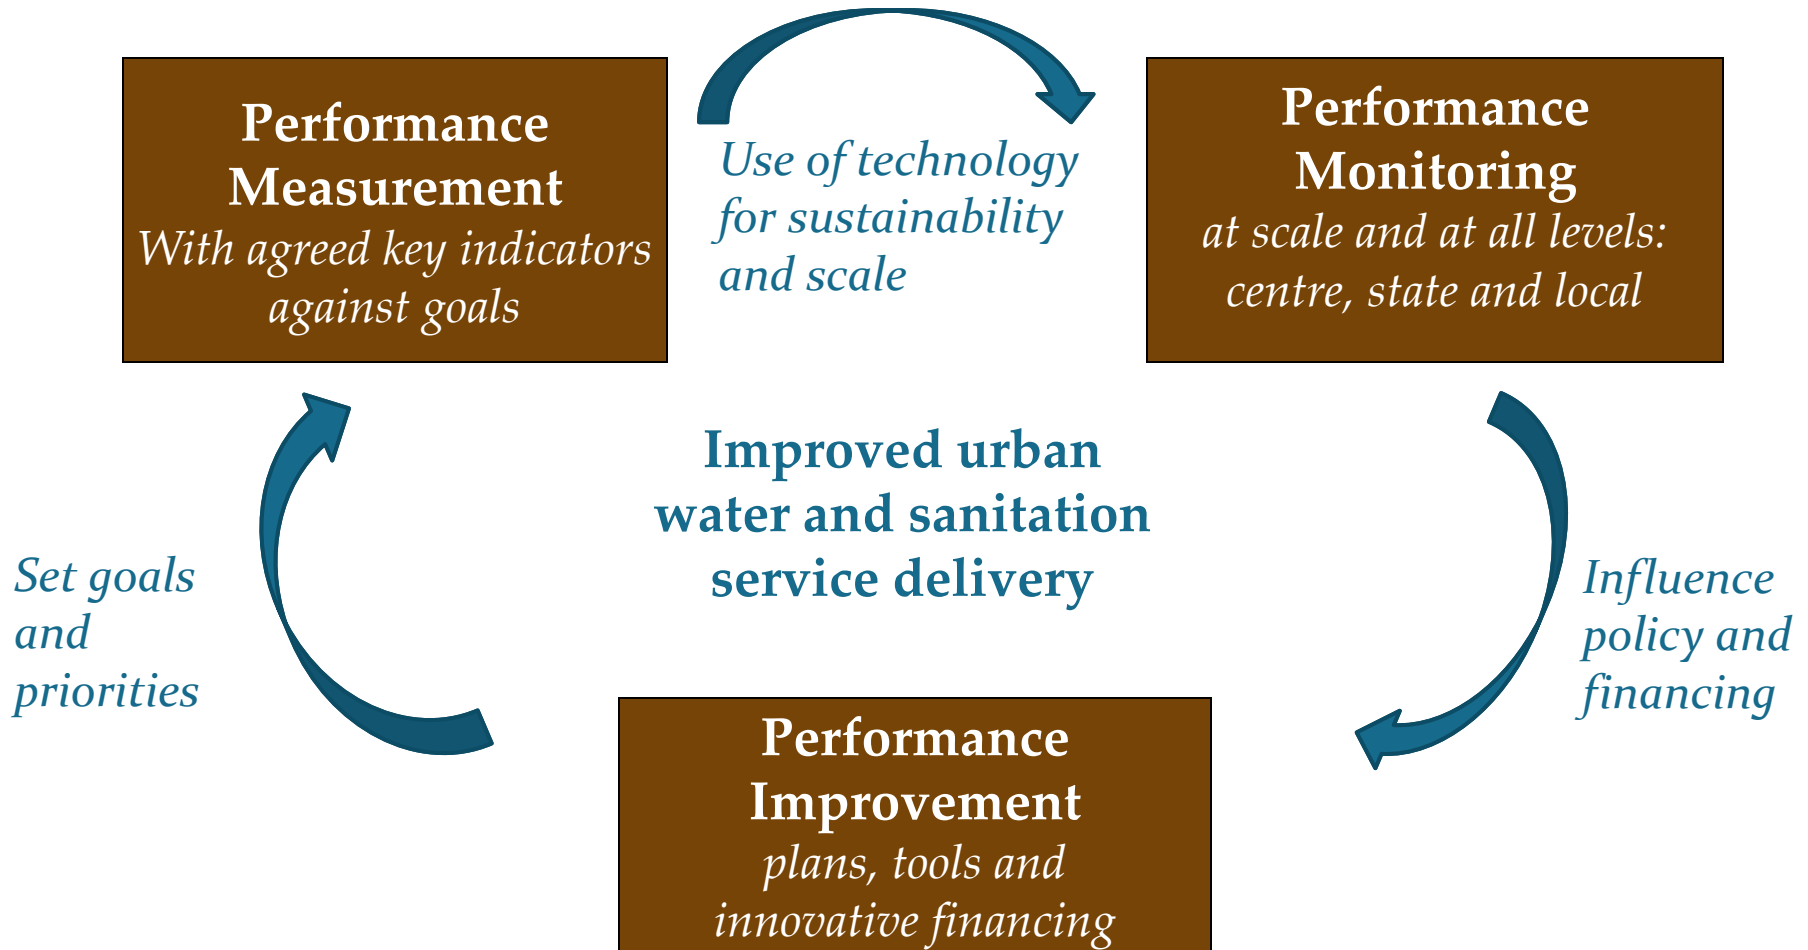 Performance
Measurement
With agreed key indicators
against goals
Use of technology
for sustainability
and scale
Performance
Monitoring
at scale and at all levels:
centre, state and local
Improved urban
water and sanitation
service delivery
Set goals
and
priorities
Influence
policy and
financing
Performance
Improvement
plans, tools and
innovative financing